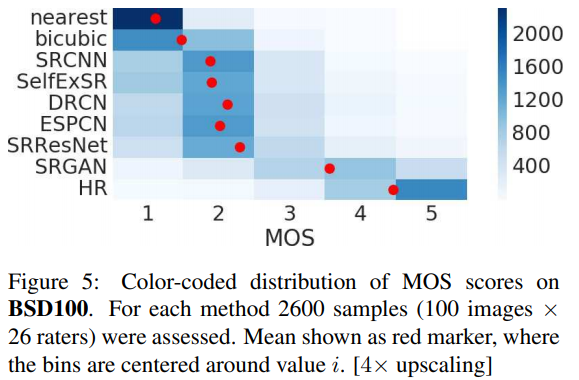 nearest
bicubic
SRCNN
SelfExSR
DRCN
ESPCN
SRResNet
SRGAN
HR
1 2 3 4 5
MOS
2000
1600
1200
800
400
Figure 5: Color-coded distribution of MOS scores on
BSD100. For each method 2600 samples (100 images ×
26 raters) were assessed. Mean shown as red marker, where
the bins are centered around value i. [4× upscaling]